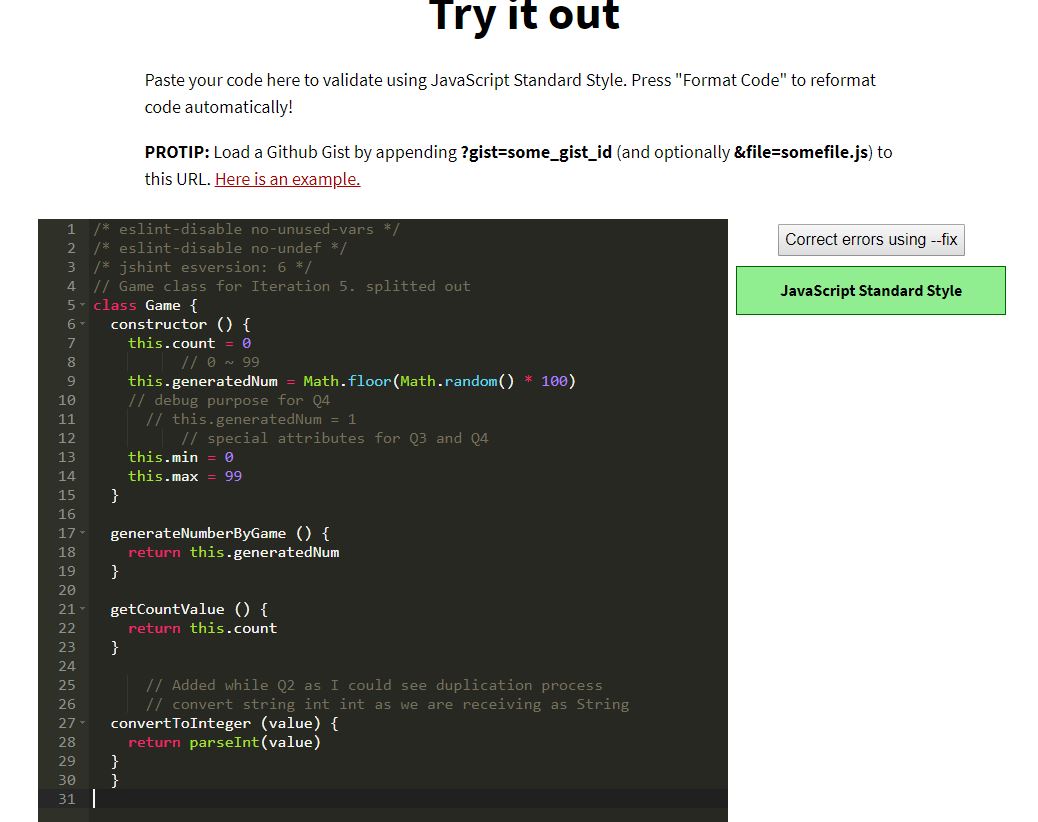 Try it out
Paste your code here to validate using JavaScript Standard Style. Press "Format Code" to reformat
code automatically!
PROTIP: Load a Github Gist by appending ?gist=some_gist_id (and optionally &file=somefile.js) to
this URL. Here is an example.
1 /* eslint-disable no-unused-vars */
2 /* eslint-disable no-undef */
3 /* jshint esversion: 6 */
4 // Game class for Iteration 5. splitted out
5 class Game {
6   constructor () {
7     this.count = 0
8           // 0 ~ 99
9     this.generatedNum = Math.floor(Math.random() * 100)
10     // debug purpose for Q4
11       // this.generatedNum = 1
12           // special attributes for Q3 and Q4
13     this.min = 0
14     this.max = 99
15   }
16
17   generateNumberByGame () {
18     return this.generatedNum
19   }
20
21   getCountValue () {
22     return this.count
23   }
24
25       // Added while Q2 as I could see duplication process
26       // convert string int int as we are receiving as String
27   convertToInteger (value) {
28     return parseInt(value)
29   }
30   }
31
Correct errors using --fix
JavaScript Standard Style